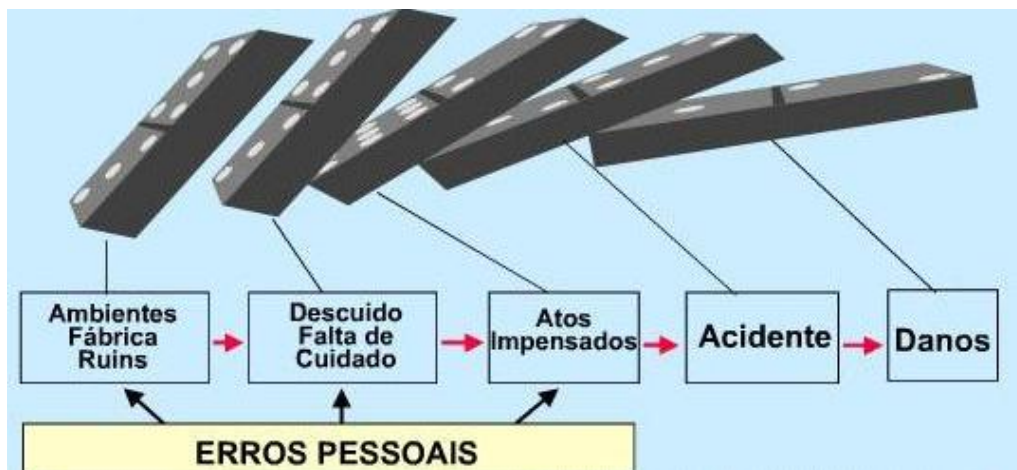 Ambientes
Fábrica
Ruins
Descuido
Falta de
Cuidado
Atos
Impensados
Acidente
Danos
ERROS PESSOAIS